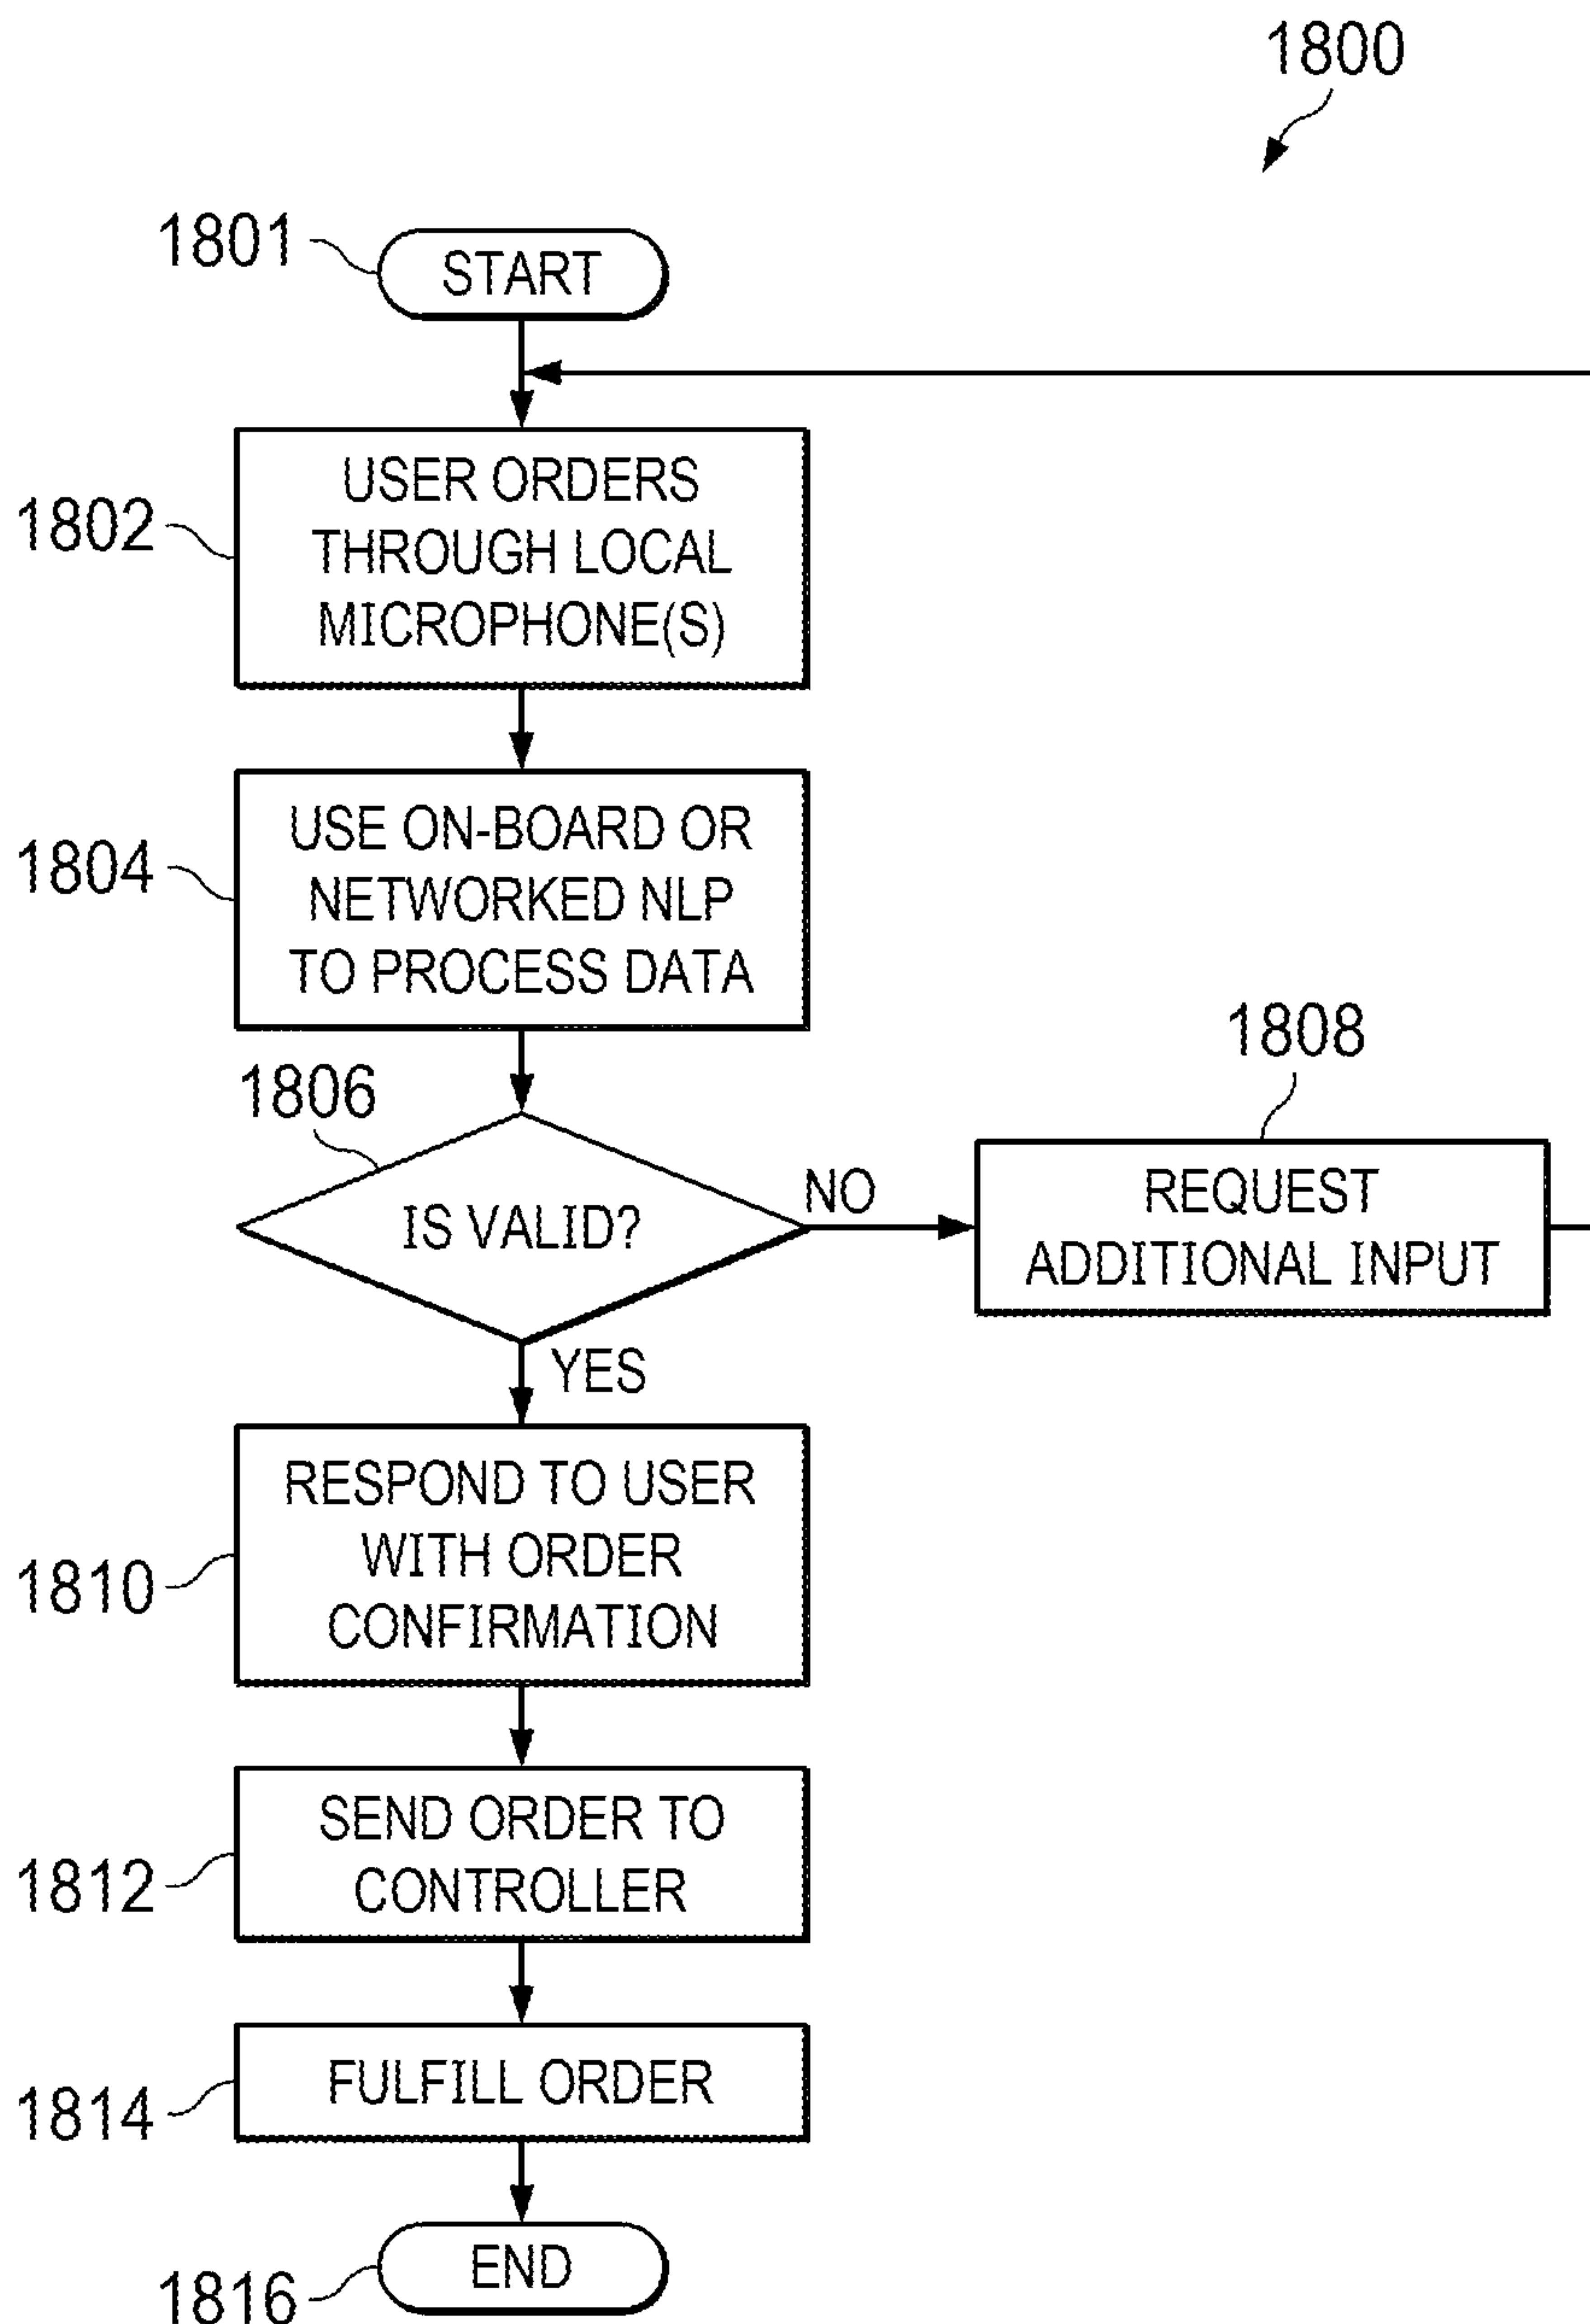 1800
1801
START
1802
USER ORDERS
THROUGH LOCAL
MICROPHONE(S)
1804
USE ON-BOARD OR
NETWORKED NLP
TO PROCESS DATA
1806
IS VALID?
NO
1808
REQUEST
ADDITIONAL INPUT
YES
1810
RESPOND TO USER
WITH ORDER
CONFIRMATION
1812
SEND ORDER TO
CONTROLLER
1814
FULFILL ORDER
1816
END